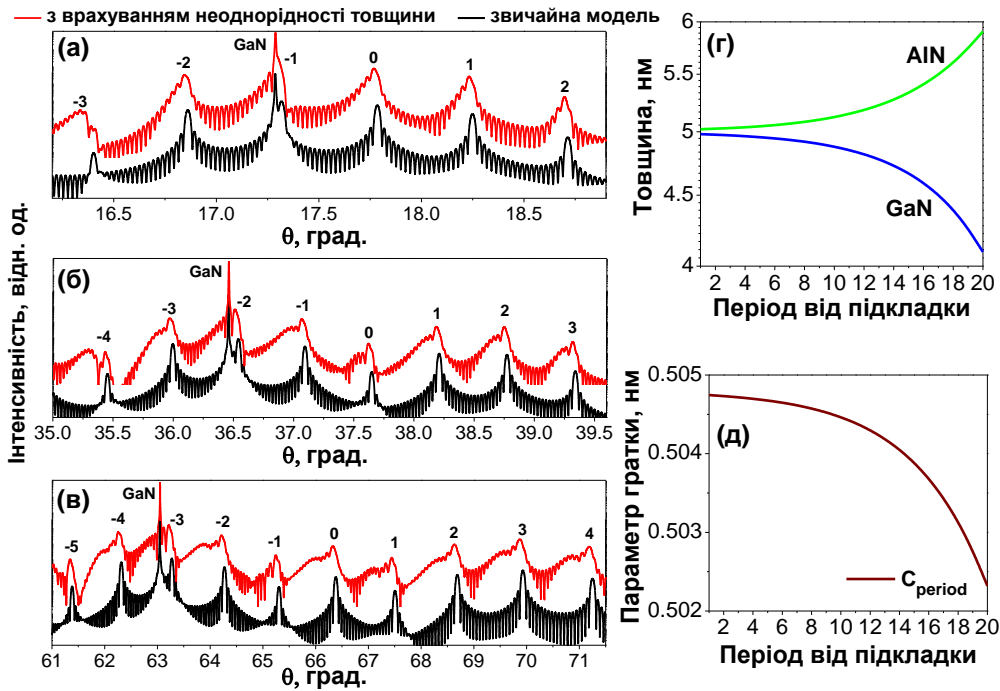 з врахуванням неоднорідності товщини звичайна модель
Інтенсивність, відн. од.
(а)
GaN
-3 -2 -1 0 1 2
16.5 17.0 17.5 18.0 18.5
θ, град.
(б)
GaN
-4 -3 -2 -1 0 1 2 3
35.0 35.5 36.0 36.5 37.0 37.5 38.0 38.5 39.0 39.5
θ, град.
(в)
GaN
-5 -4 -3 -2 -1 0 1 2 3 4
61 62 63 64 65 66 67 68 69 70 71
θ, град.
(г)
Товщина, нм
6
5.5
5
4.5
4
AlN
GaN
2 4 6 8 10 12 14 16 18 20
Період від підкладки
(д)
Параметр гратки, нм
0.505
0.504
0.503
0.502
C period
2 4 6 8 10 12 14 16 18 20
Період від підкладки